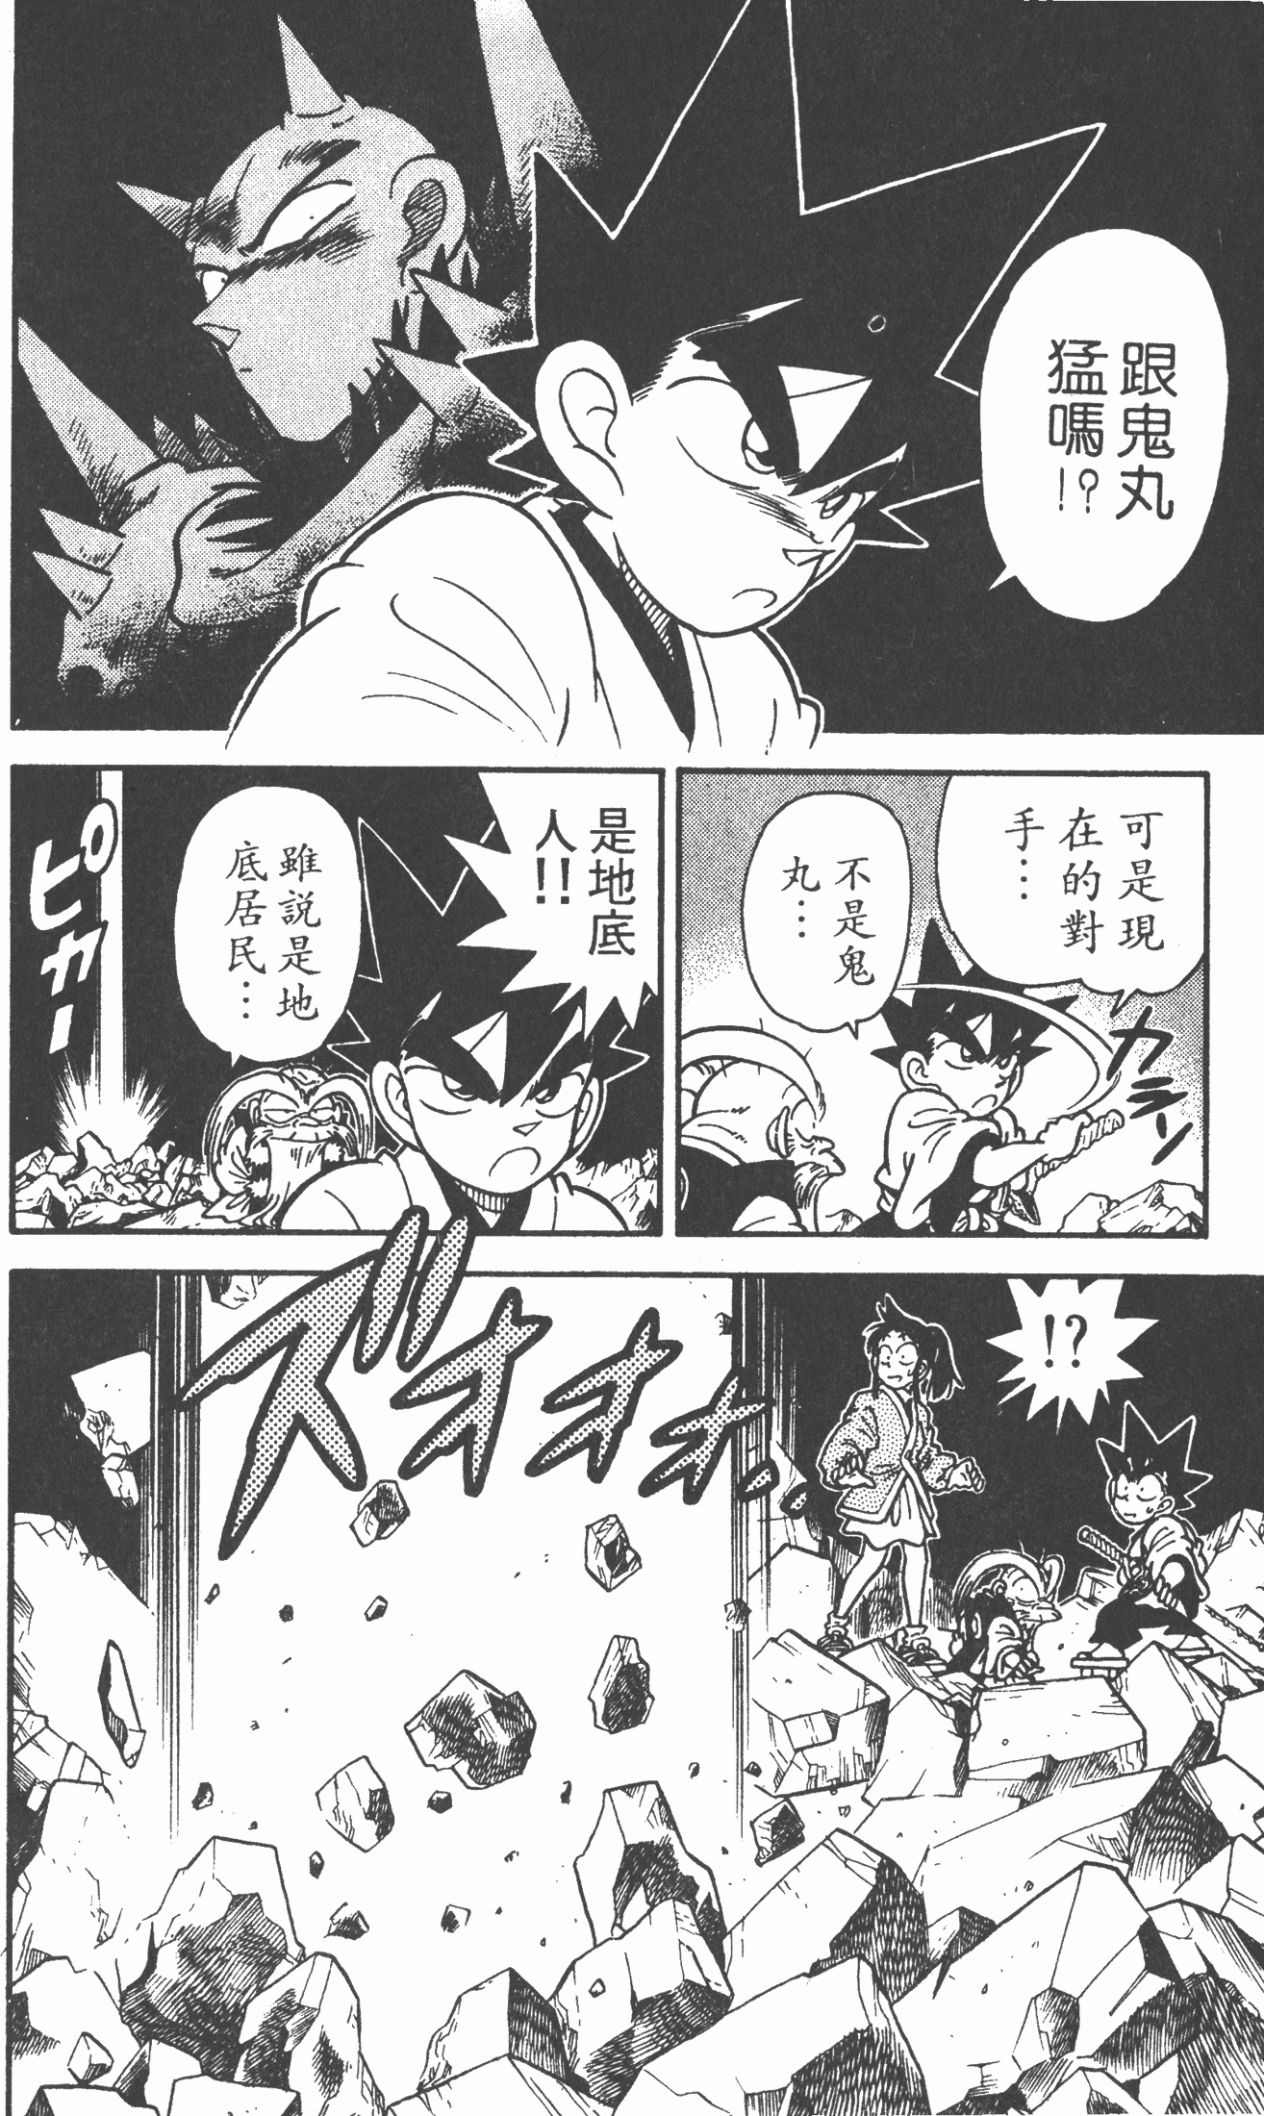 跟鬼丸
猛嗎!?
可是現
在的對
手…
不是鬼
丸…
カラン
是地底
人!!
雖說是地
底居民…
ピカー
!?
ズオオォ…